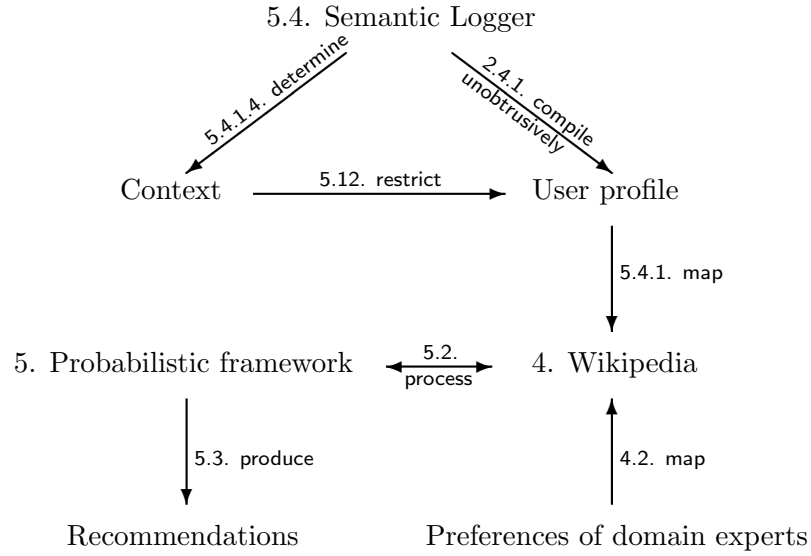 5.4. Semantic Logger
5.4.1.4. determine
2.4.1. compile
unobtrusively
Context
5.12. restrict
User profile
5.4.1. map
5. Probabilistic framework
5.2.
process
4. Wikipedia
5.3. produce
4.2. map
Recommendations
Preferences of domain experts